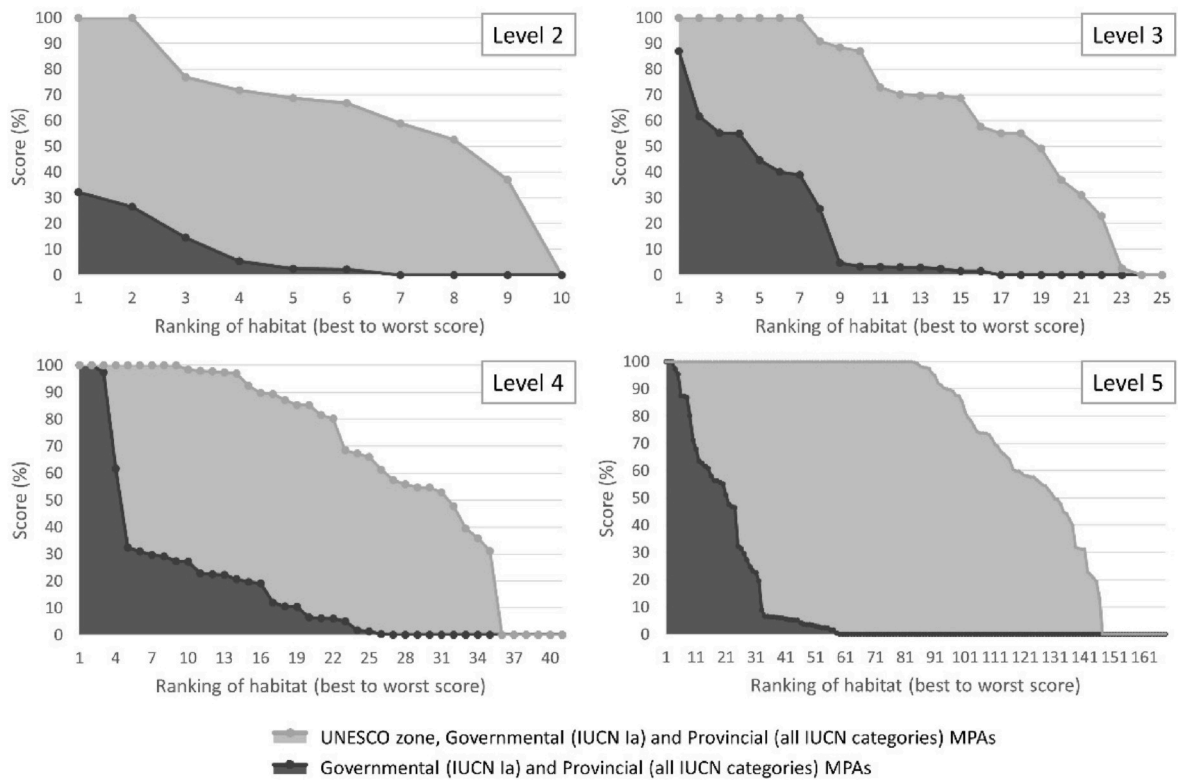 Level 2
100
90
80
70
60
50
40
30
20
10
0
Score (%)
1 2 3 4 5 6 7 8 9 10
Ranking of habitat (best to worst score)
Level 3
100
90
80
70
60
50
40
30
20
10
0
Score (%)
1 3 5 7 9 11 13 15 17 19 21 23 25
Ranking of habitat (best to worst score)
Level 4
100
90
80
70
60
50
40
30
20
10
0
Score (%)
1 4 7 10 13 16 19 22 25 28 31 34 37 40
Ranking of habitat (best to worst score)
Level 5
100
90
80
70
60
50
40
30
20
10
0
Score (%)
1 11 21 31 41 51 61 71 81 91 101 111 121 131 141 151 161
Ranking of habitat (best to worst score)
UNESCO zone, Governmental (IUCN Ia) and Provincial (all IUCN categories) MPAs
Governmental (IUCN Ia) and Provincial (all IUCN categories) MPAs